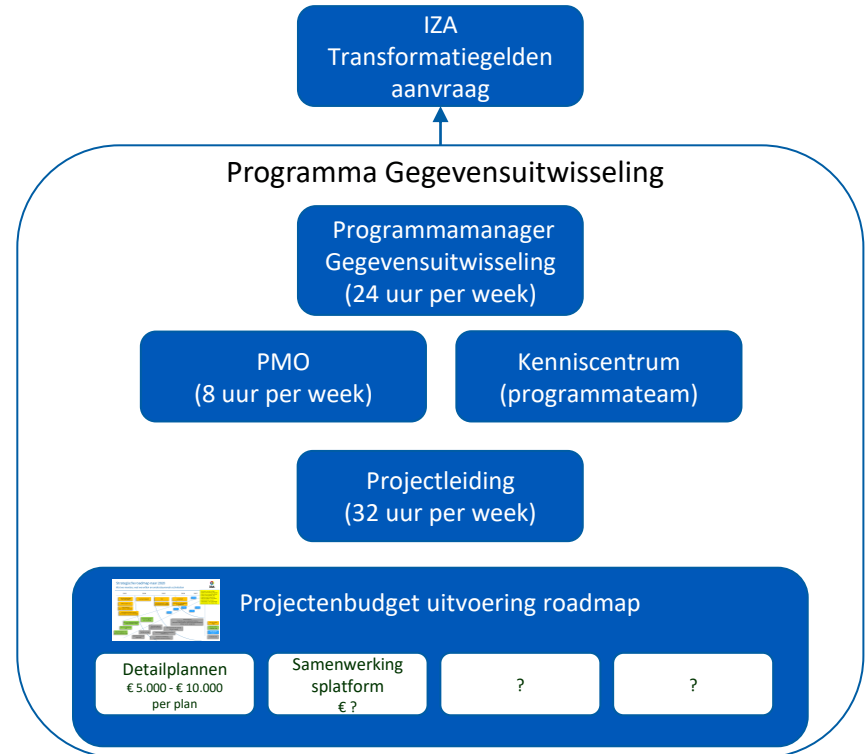 IZA
Transformatiegelden
aanvraag
Programma Gegevensuitwisseling
Programmamanager
Gegevensuitwisseling
(24 uur per week)
PMO
(8 uur per week)
Kenniscentrum
(programmateam)
Projectleiding
(32 uur per week)
Projectenbudget uitvoering roadmap
Detailplannen
€ 5.000 - € 10.000
per plan
Samenwerking
splatform
€ ?
?
?